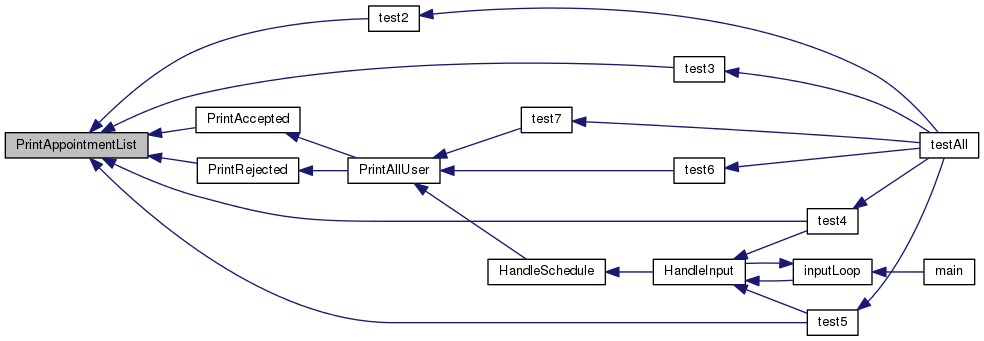 test2
test3
PrintAccepted
test7
PrintAppointmentList
testAll
PrintRejected
PrintAllUser
test6
test4
HandleSchedule
HandleInput
inputLoop
main
test5